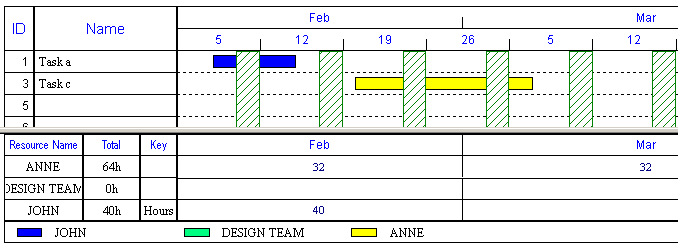 ID Name Feb Mar
5 12 19 26 5 12
1 Task a
3 Task c
5
Resource Name Total Key Feb Mar
ANNE 64h 32 32
DESIGN TEAM 0h
JOHN 40h Hours 40
JOHN DESIGN TEAM ANNE